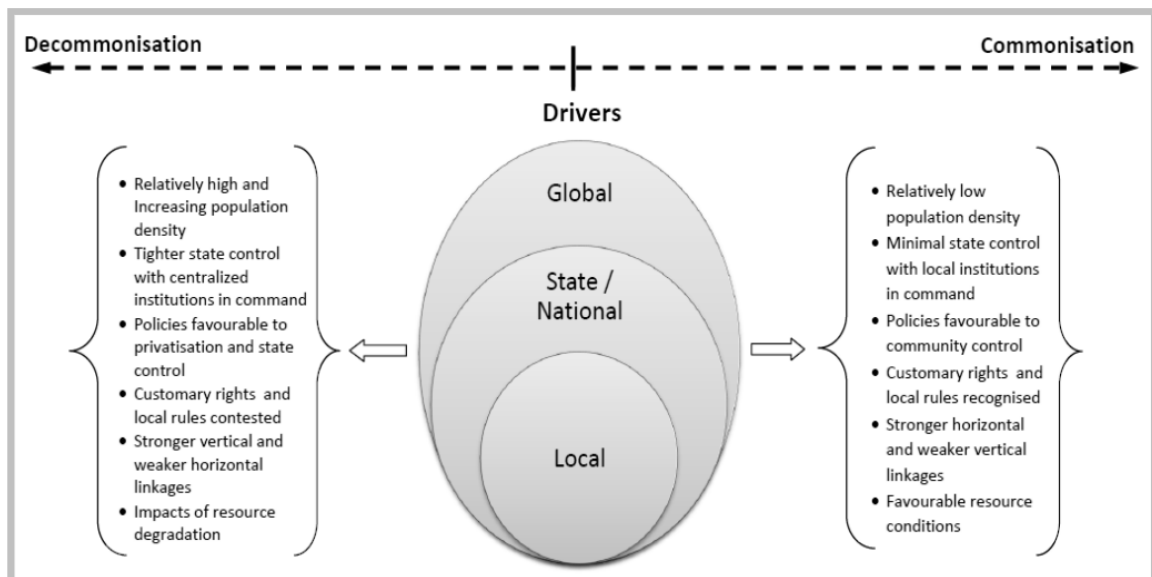 Decommonisation
Commonisation
Drivers
• Relatively high and
Increasing population
density
• Tighter state control
with centralized
institutions in command
• Policies favourable to
privatisation and state
control
• Customary rights and
local rules contested
• Stronger vertical and
weaker horizontal
linkages
• Impacts of resource
degradation
Global
State /
National
Local
• Relatively low
population density
• Minimal state control
with local institutions
in command
• Policies favourable to
community control
• Customary rights and
local rules recognised
• Stronger horizontal
and weaker vertical
linkages
• Favourable resource
conditions